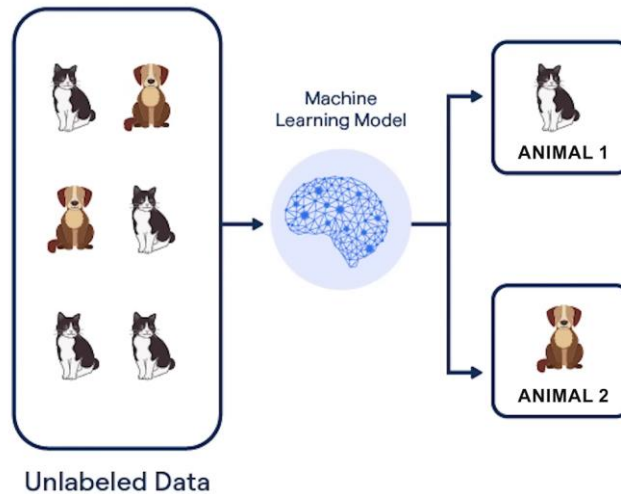 Machine
Learning Model
ANIMAL 1
ANIMAL 2
Unlabeled Data